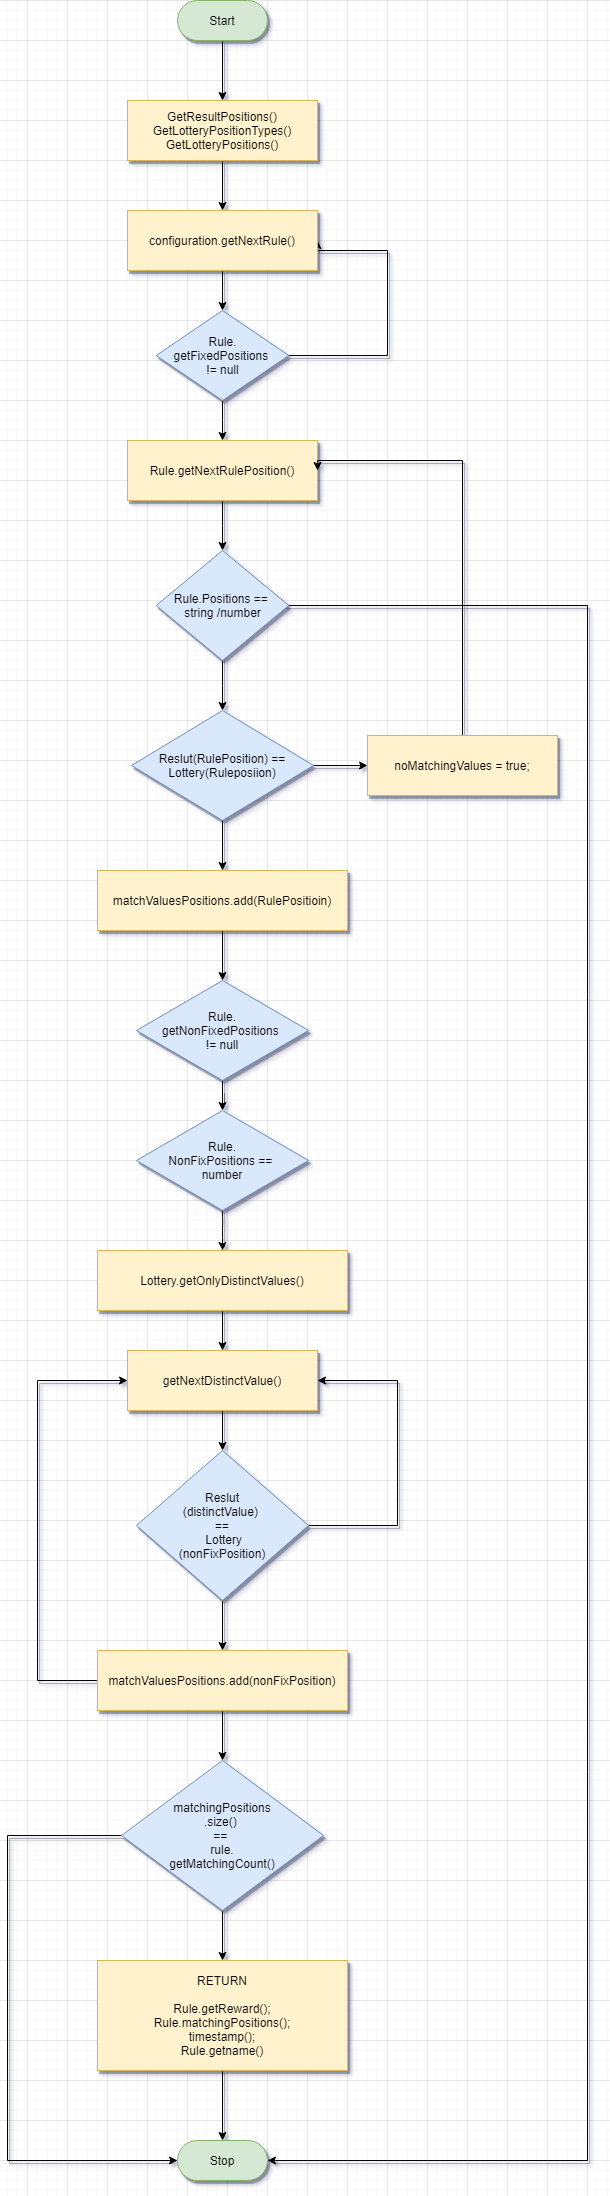 Start
GetResultPositions()
GetLotteryPositionTypes()
GetLotteryPositions()
configuration.getNextRule()
Rule.
getFixedPositions
!= null
Rule.getNextRulePosition()
Rule.Positions ==
string /number
Reslut(RulePosition) ==
Lottery(Ruleposiion)
noMatchingValues = true;
matchValuesPositions.add(RulePositioin)
Rule.
getNonFixedPositions
!= null
Rule.
NonFixPositions ==
number
Lottery.getOnlyDistinctValues()
getNextDistinctValue()
Reslut
(distinctValue)
==
Lottery
(nonFixPosition)
matchValuesPositions.add(nonFixPosition)
matchingPositions
.size()
==
rule.
getMatchingCount()
RETURN
Rule.getReward();
Rule.matchingPositions();
timestamp();
Rule.getname()
Stop